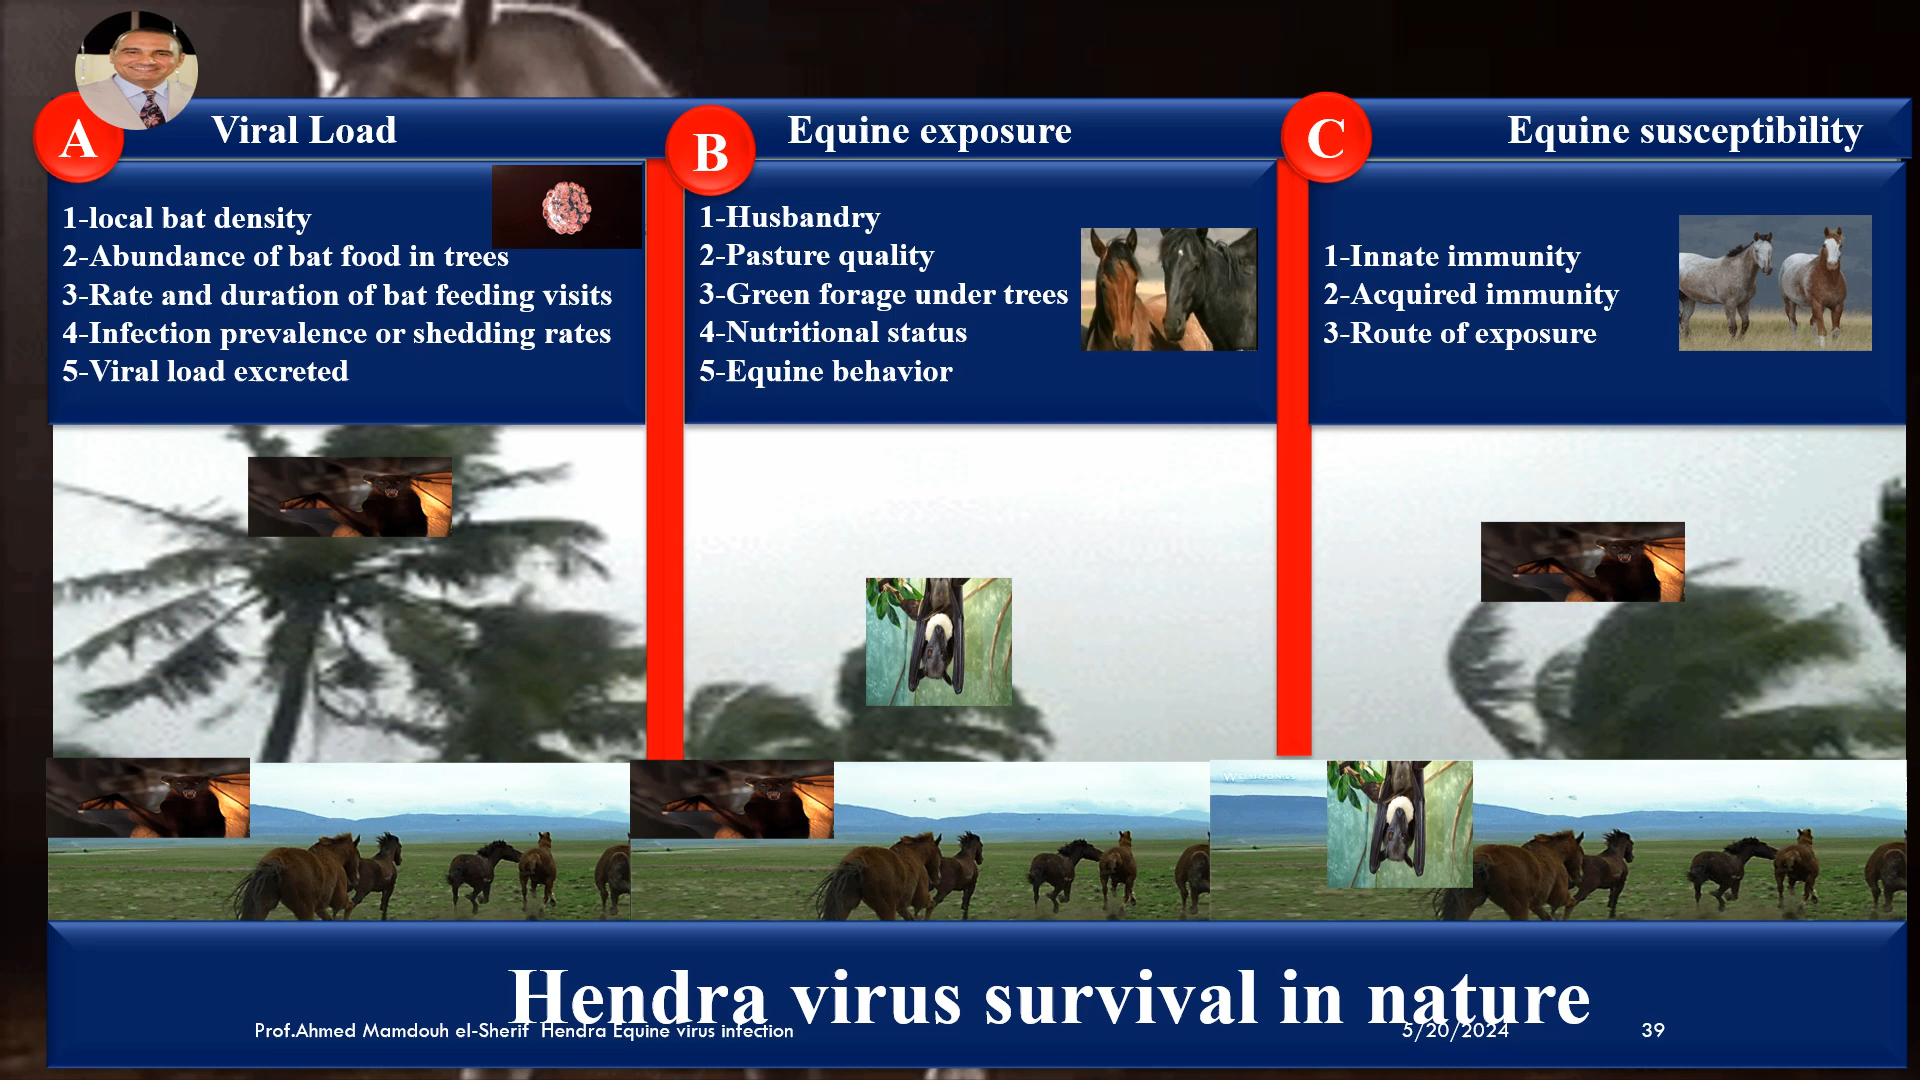 A
Viral Load
B
Equine exposure
C
Equine susceptibility
1-local bat density
2-Abundance of bat food in trees
3-Rate and duration of bat feeding visits
4-Infection prevalence or shedding rates
5-Viral load excreted
1-Husbandry
2-Pasture quality
3-Green forage under trees
4-Nutritional status
5-Equine behavior
1-Innate immunity
2-Acquired immunity
3-Route of exposure
Hendra virus survival in nature
Prof.Ahmed Mamdouh el-Sherif Hendra Equine virus infection
5/20/2024
39